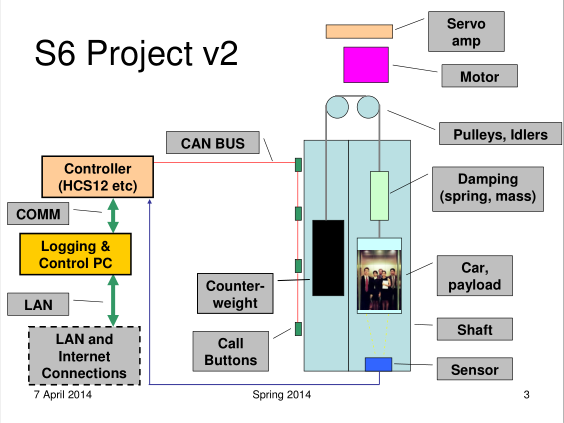 S6 Project v2
Servo
amp
Motor
Pulleys, Idlers
CAN BUS
Controller
(HCS12 etc)
Damping
(spring, mass)
COMM
Logging &
Control PC
Car,
payload
Counter-
weight
LAN
Shaft
Call
Buttons
LAN and
Internet
Connections
Sensor
7 April 2014
Spring 2014
3